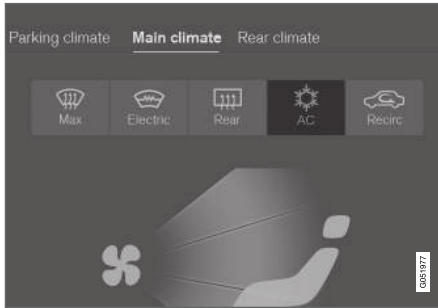 Parking climate Main climate Rear climate
Max Electric Rear AC Recirc
G051977